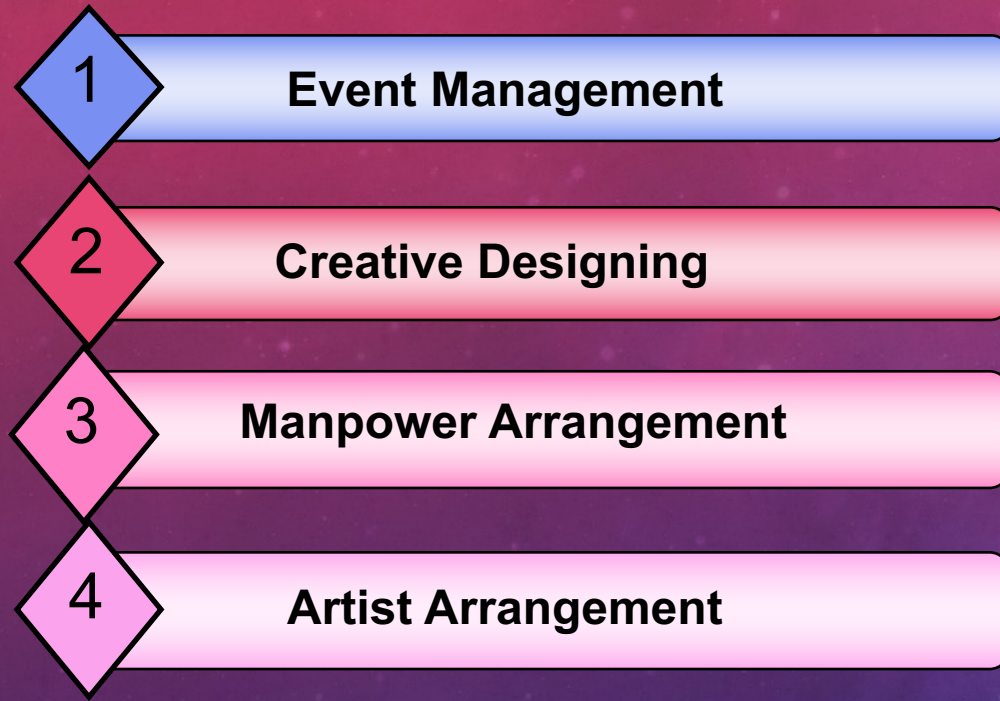 1 Event Management
2 Creative Designing
3 Manpower Arrangement
4 Artist Arrangement